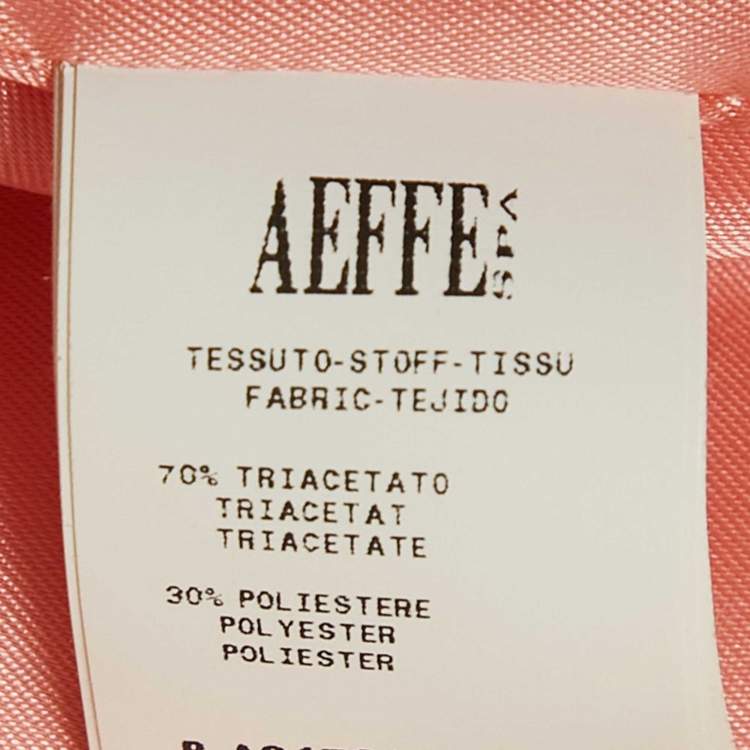 AEFFE SPA
TESSUTO-STOFF-TISSU
FABRIC-TEJIDO
70% TRIACETATO
TRIACETAT
TRIACETATE
30% POLIESTERE
POLYESTER
POLIESTER